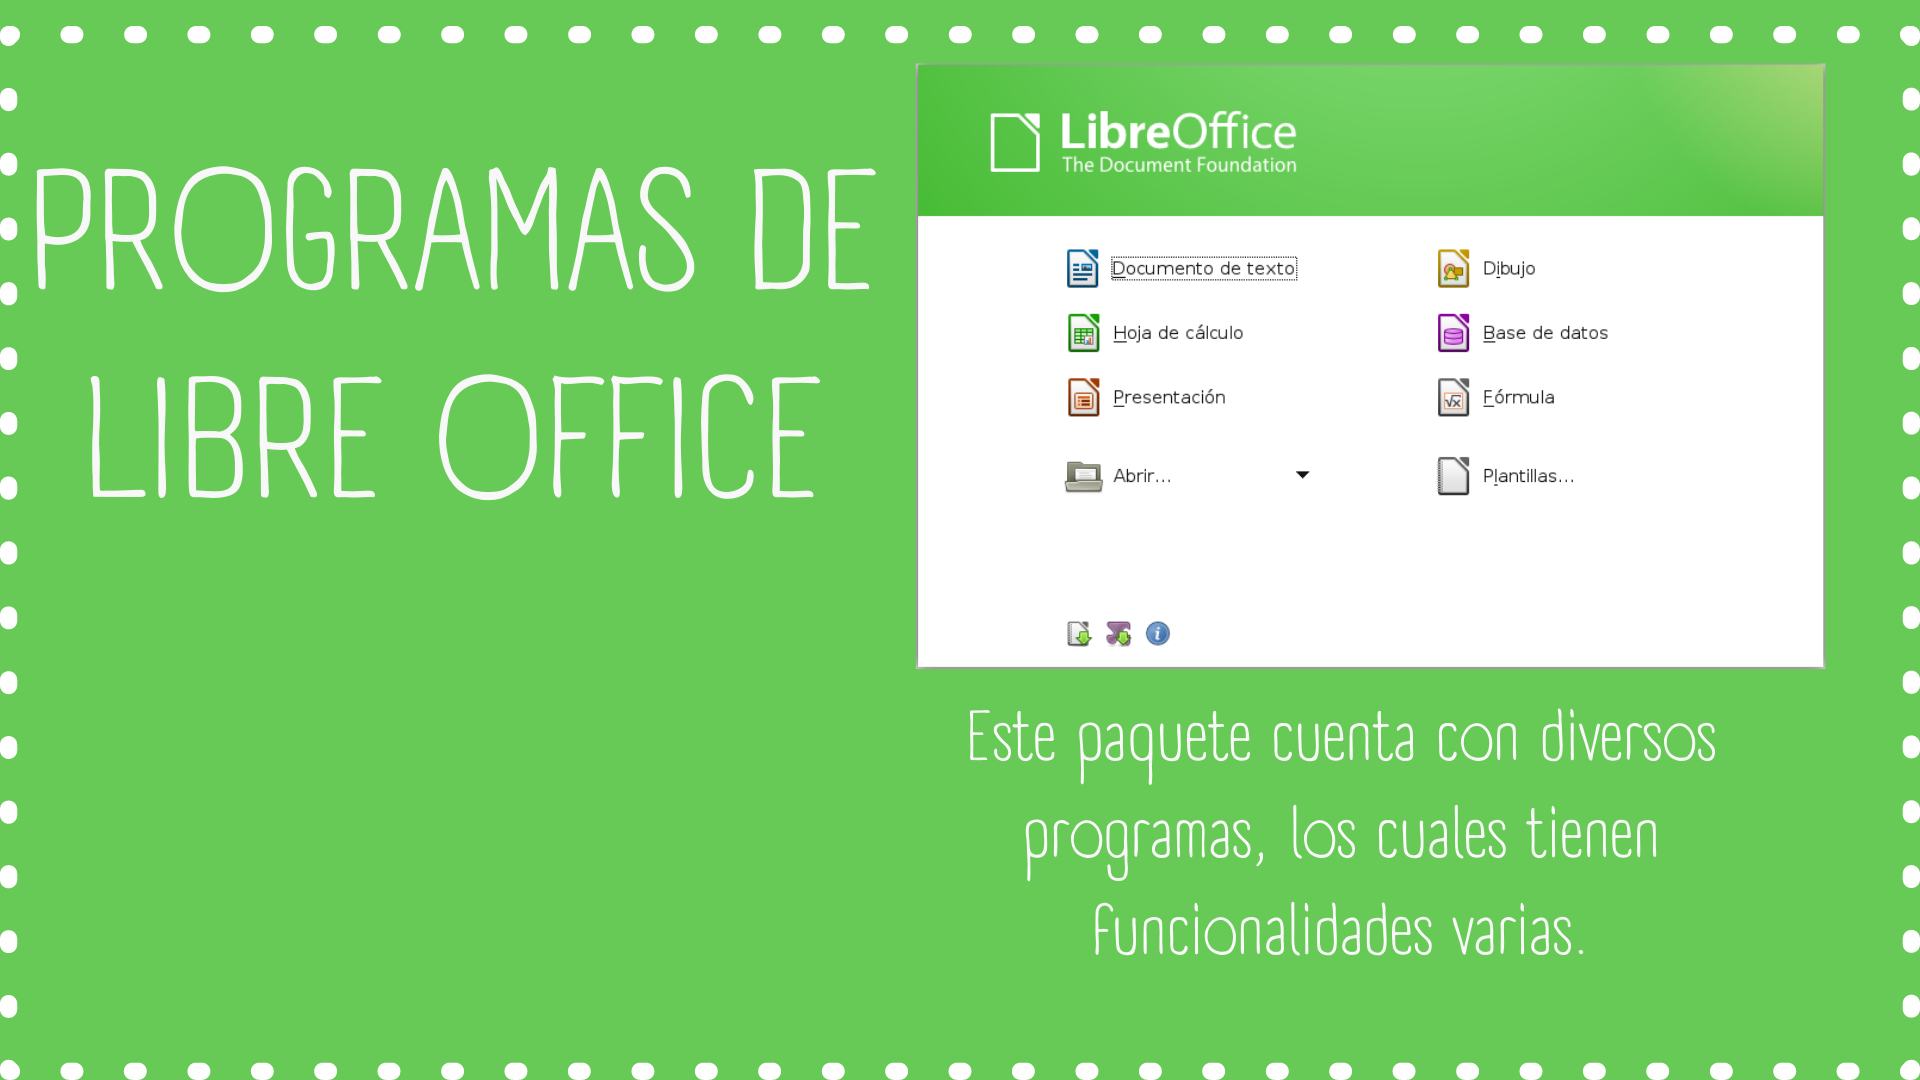 PROGRAMAS DE
LIBRE OFFICE
LibreOffice
The Document Foundation
Documento de texto
Dibujo
Hoja de cálculo
Base de datos
Presentación
Fórmula
Abrir...
Plantillas...
Este paquete cuenta con diversos
programas, los cuales tienen
funcionalidades varias.